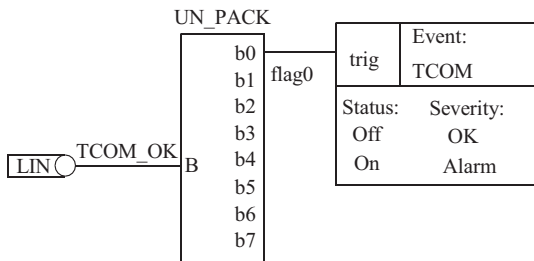 UN_PACK
LIN
TCOM_OK
B
b0
b1
b2
b3
b4
b5
b6
b7
flag0
trig
Event:
TCOM
Status: Severity:
Off OK
On Alarm